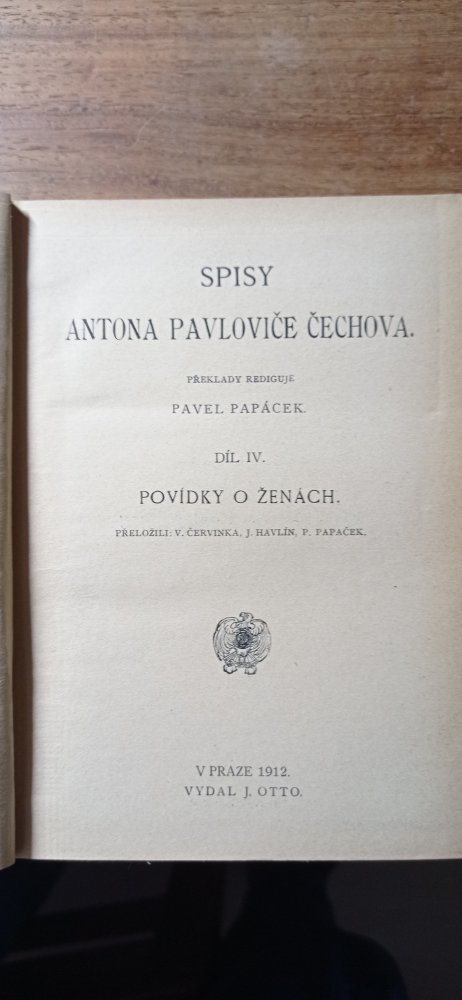 SPISY
ANTONA PAVLOVIČE ČECHOVA.
PŘEKLADY REDIGUJE
PAVEL PAPÁCEK.
DÍL IV.
POVÍDKY O ŽENÁCH.
PŘELOŽILI: V. ČERVINKA, J. HAVLÍN, P. PAPAČEK.
V PRAZE 1912.
VYDAL J. OTTO.